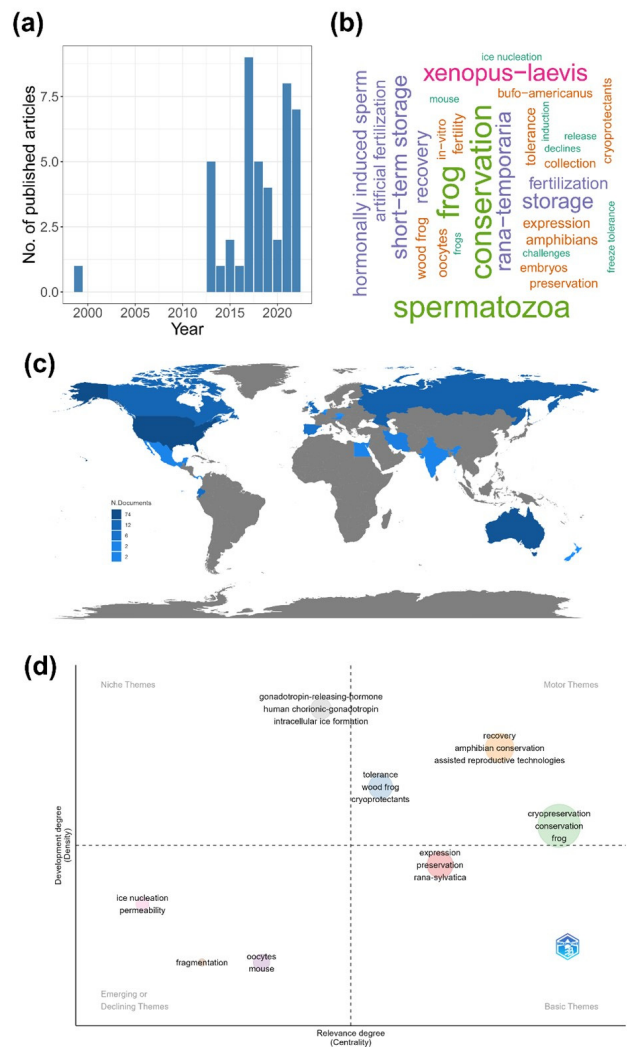 (a)
7.5
5.0
2.5
0.0
No. of published articles
2000
2005
2010
2015
2020
Year
(b)
ice nucleation
xenopus-laevis
mouse
bufo-americanus
hormonally induced sperm
artificial fertilization
short-term storage
recovery
in-vitro
fertility
frog
conservation
rana-temporaria
tolerance
induction
release
declines
collection
cryoprotectants
fertilization
storage
wood frog
oocytes
frogs
expression
amphibians
challenges
embryos
preservation
freeze tolerance
spermatozoa
(c)
N.Documents
74
12
6
2
2
(d)
Niche Themes
Motor Themes
gonadotropin-releasing-hormone
human chorionic-gonadotropin
intracellular ice formation
recovery
amphibian conservation
assisted reproductive technologies
tolerance
wood frog
cryoprotectants
cryopreservation
conservation
frog
expression
preservation
rana-sylvatica
ice nucleation
permeability
fragmentation
oocytes
mouse
Emerging or
Declining Themes
Basic Themes
Development degree
(Density)
Relevance degree
(Centrality)